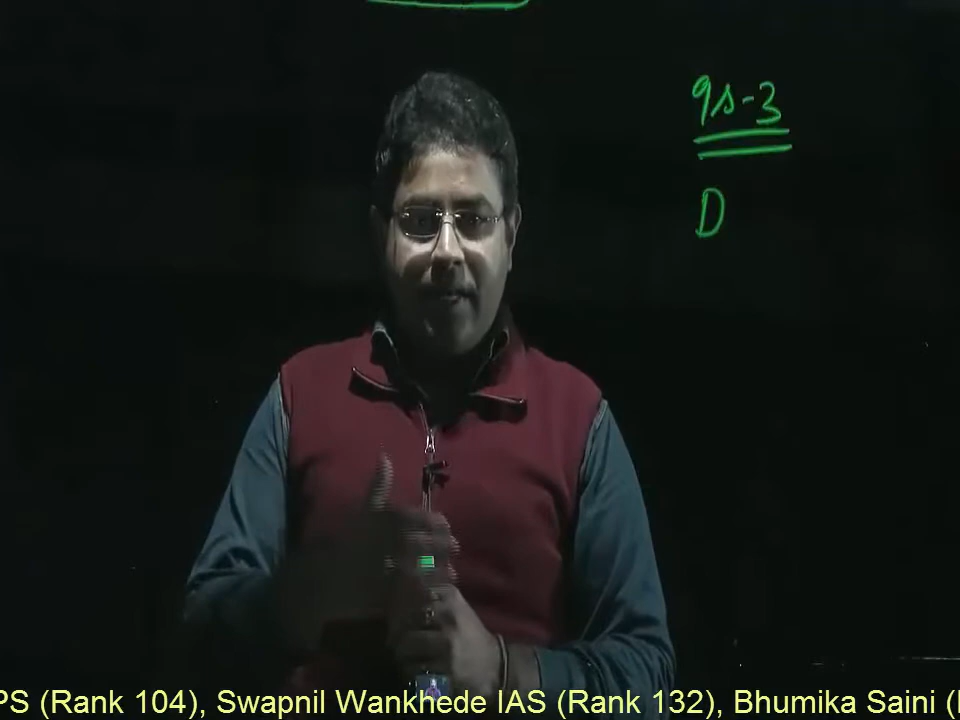 9s-3
D
PS (Rank 104), Swapnil Wankhede IAS (Rank 132), Bhumika Saini (